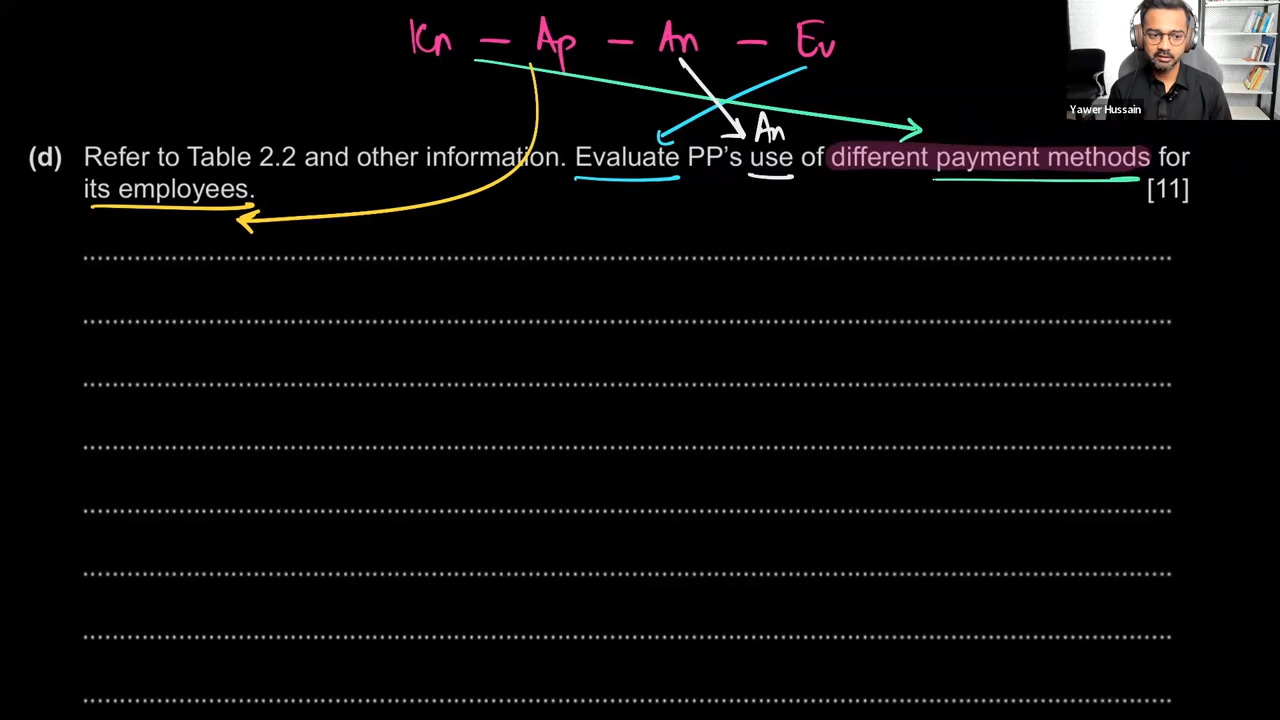 Kn – Ap – An – Ev
Yawer Hussain
An
(d) Refer to Table 2.2 and other information. Evaluate PP’s use of different payment methods for
its employees. [11]